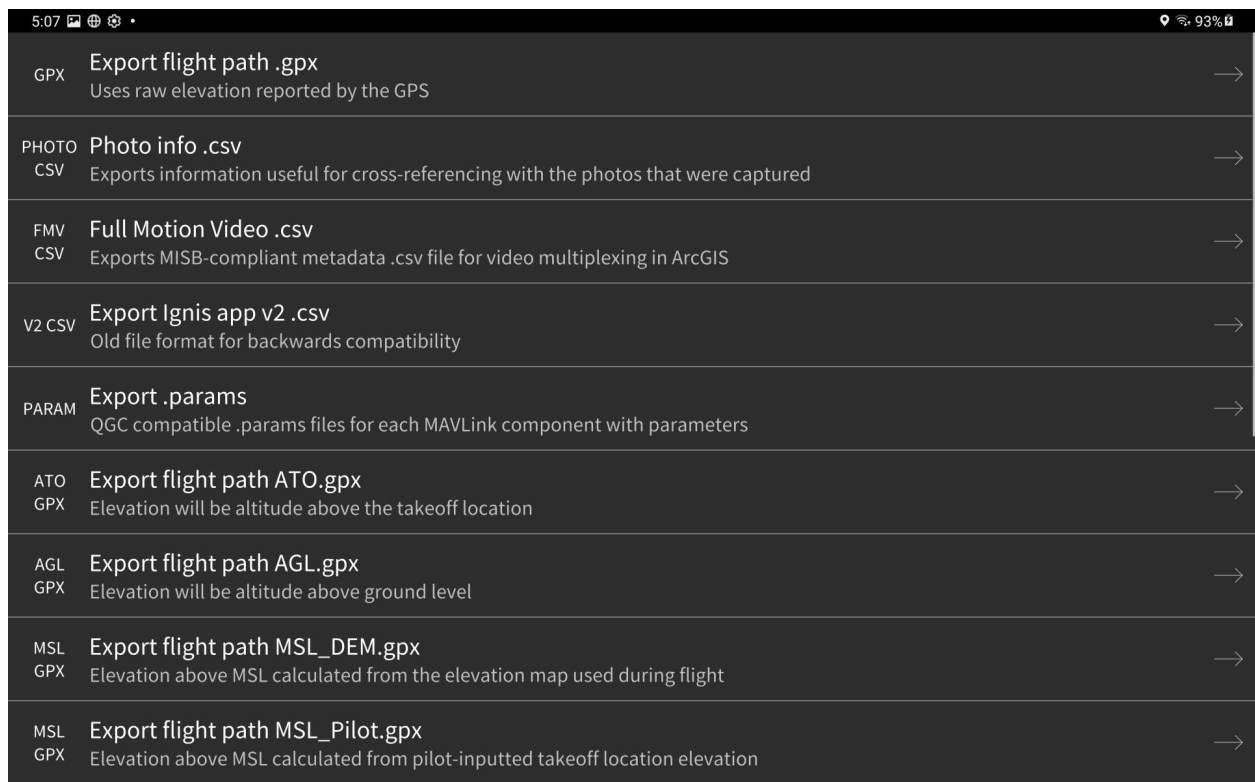 5:07
93%
GPX
Export flight path .gpx
Uses raw elevation reported by the GPS
PHOTO
CSV
Photo info .csv
Exports information useful for cross-referencing with the photos that were captured
FMV
CSV
Full Motion Video .csv
Exports MISB-compliant metadata .csv file for video multiplexing in ArcGIS
V2 CSV
Export Ignis app v2 .csv
Old file format for backwards compatibility
PARAM
Export .params
QGC compatible .params files for each MAVLink component with parameters
ATO
GPX
Export flight path ATO.gpx
Elevation will be altitude above the takeoff location
AGL
GPX
Export flight path AGL.gpx
Elevation will be altitude above ground level
MSL
GPX
Export flight path MSL_DEM.gpx
Elevation above MSL calculated from the elevation map used during flight
MSL
GPX
Export flight path MSL_Pilot.gpx
Elevation above MSL calculated from pilot-inputted takeoff location elevation